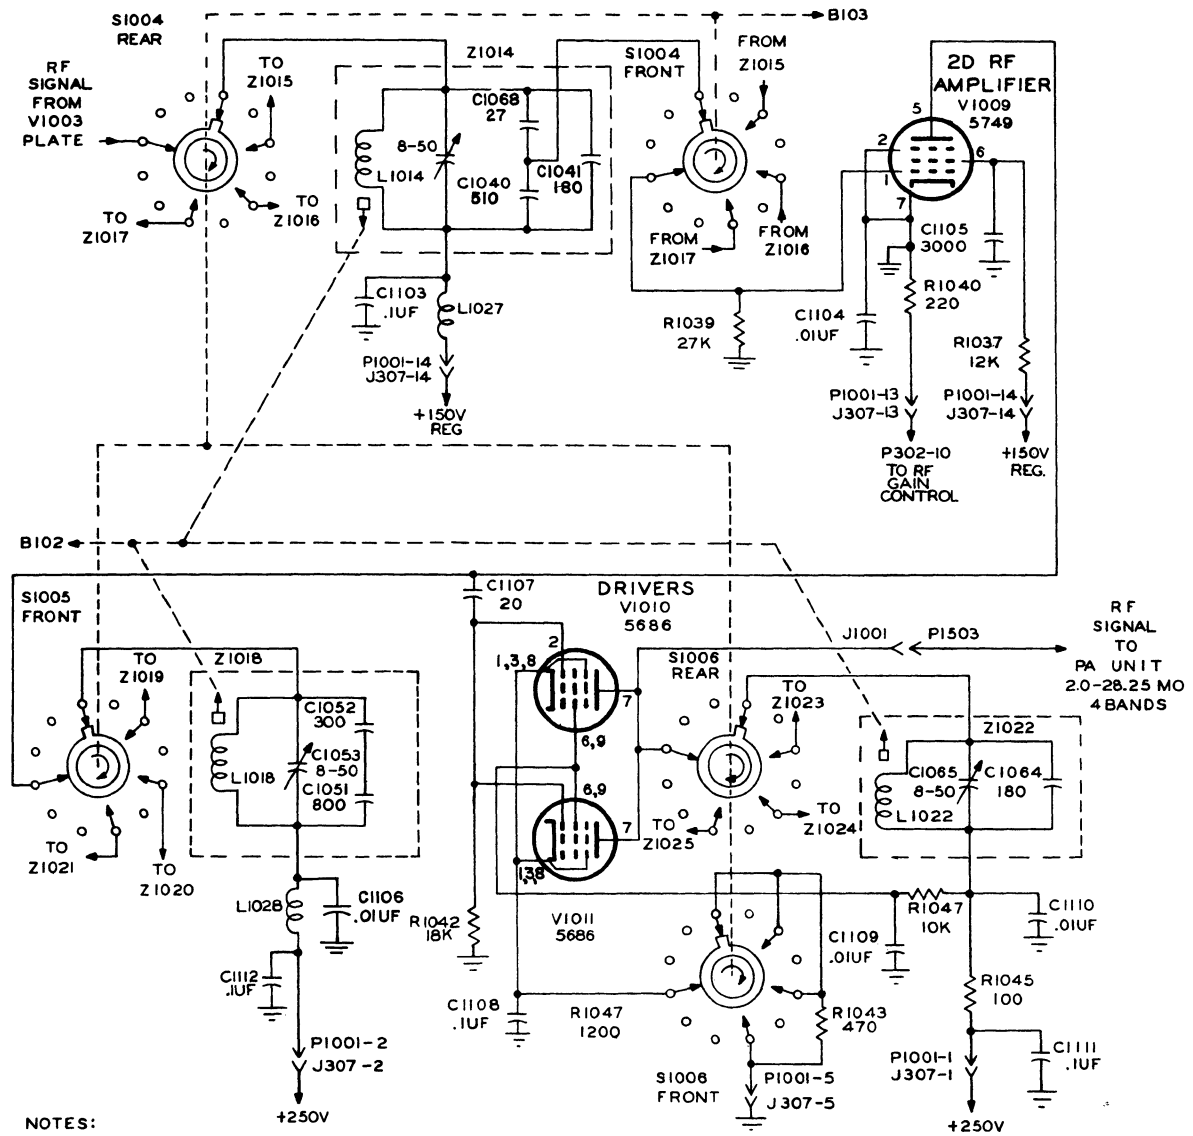 S1004
REAR
B103
RF
SIGNAL
FROM
V1003
PLATE
TO
Z1015
TO
Z1016
TO
Z1017
Z1014
C1068
27
8-50
L1014
C1040
510
C1041
180
S1004
FRONT
FROM
Z1015
FROM
Z1016
FROM
Z1017
2D RF
AMPLIFIER
V1009
5749
5
2
1
6
7
C1105
3000
C1103
.1UF
L1027
P1001-14
J307-14
+150V
REG
R1039
27K
C1104
.01UF
R1040
220
R1037
12K
P1001-13
J307-13
P302-10
TO RF
GAIN
CONTROL
P1001-14
J307-14
+150V
REG.
B102
S1005
FRONT
TO
Z1019
Z1018
C1052
300
C1053
8-50
C1051
800
L1018
TO
Z1021
TO
Z1020
L1028
C1106
.01UF
C1112
.1UF
P1001-2
J307-2
+250V
C1107
20
DRIVERS
V1010
5686
2
1,3,8
7
6,9
6,9
7
1,3,8
V1011
5686
R1042
18K
C1108
.1UF
R1047
1200
S1006
REAR
TO
Z1023
TO
Z1024
TO
Z1025
J1001
P1503
RF
SIGNAL
TO
PA UNIT
2.0-28.25 MO
4 BANDS
Z1022
C1065
8-50
C1064
180
L1022
R1047
10K
C1110
.01UF
C1109
.01UF
R1045
100
R1043
470
S1006
FRONT
P1001-5
J307-5
P1001-1
J307-1
C1111
.1UF
+250V
NOTES: